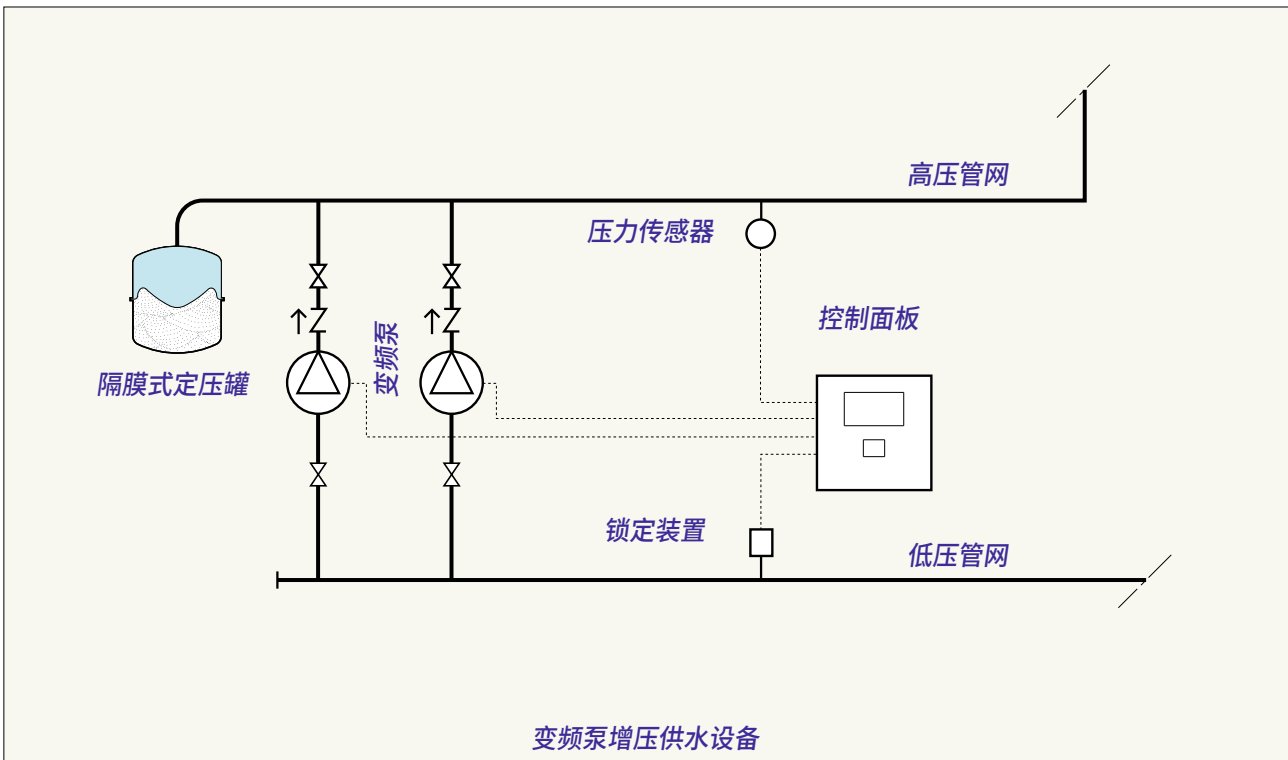 高压管网
压力传感器
控制面板
变频泵
隔膜式定压罐
锁定装置
低压管网
变频泵增压供水设备